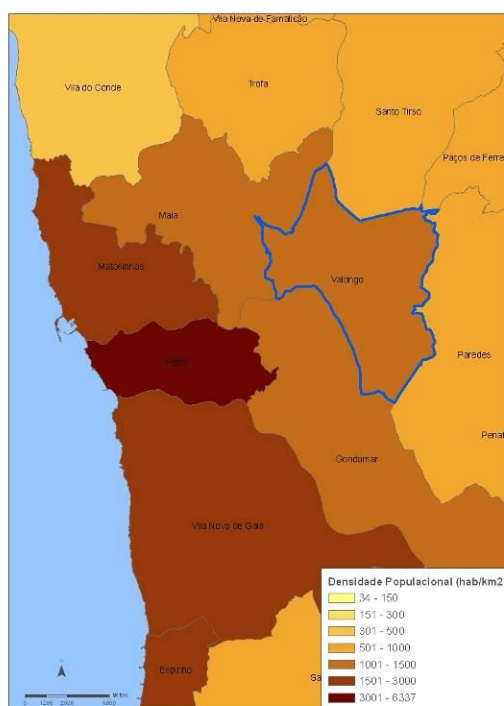 Vila Nova de Famalicão
Vila do Conde
Trofa
Santo Tirso
Paços de Ferre
Maia
Matosinhos
Valongo
Paredes
Porto
Penaf
Gondomar
Vila Nova de Gaia
Espinho
Sa
Densidade Populacional (hab/km2
34 - 150
151 - 300
301 - 500
501 - 1000
1001 - 1500
1501 - 3000
3001 - 6337